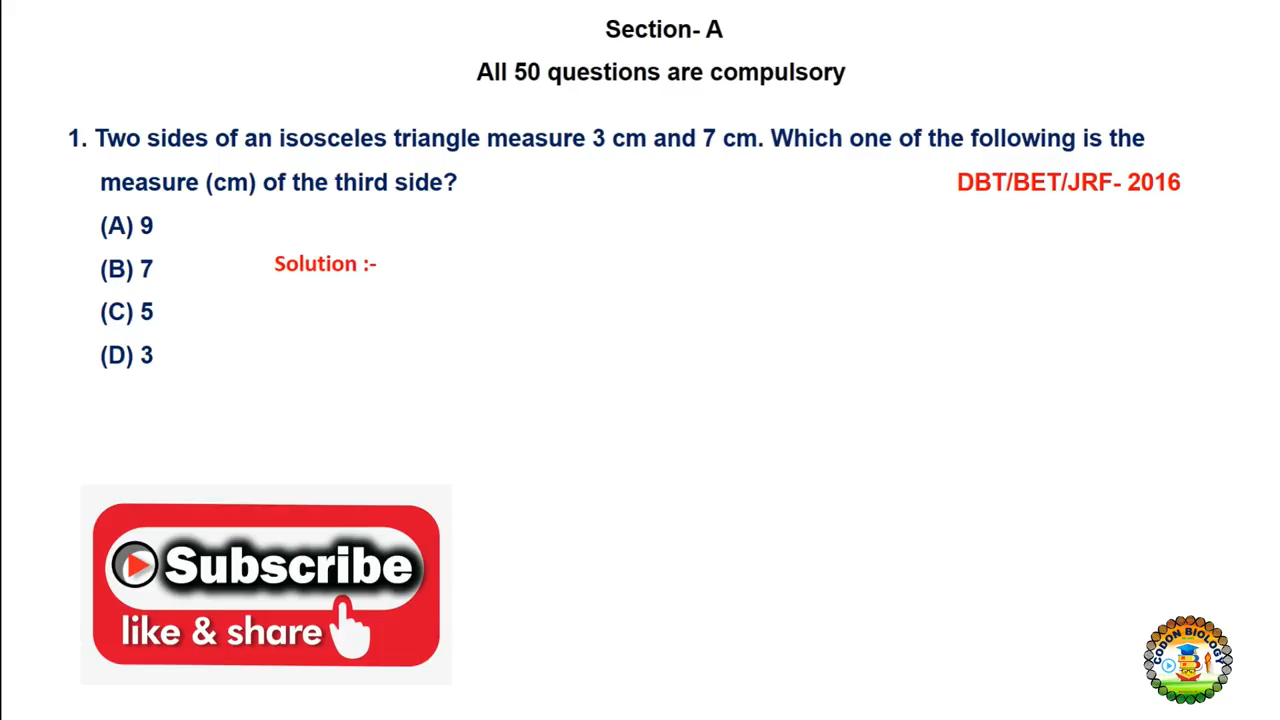 Section- A
All 50 questions are compulsory
1. Two sides of an isosceles triangle measure 3 cm and 7 cm. Which one of the following is the
measure (cm) of the third side?
DBT/BET/JRF- 2016
(A) 9
(B) 7
Solution :-
(C) 5
(D) 3
Subscribe
like & share
CODON BIOLOGY